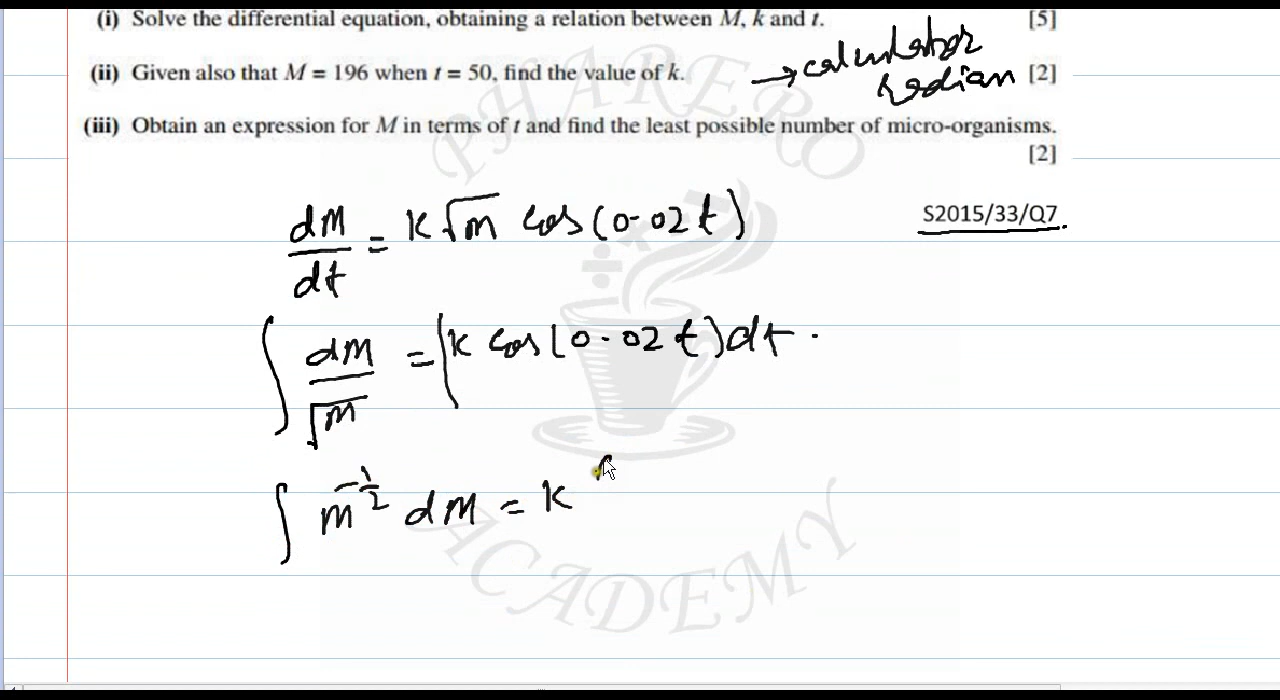 (i) Solve the differential equation, obtaining a relation between M, k and t. [5]
(ii) Given also that M = 196 when t = 50, find the value of k. [2]
→ calculator
radian
(iii) Obtain an expression for M in terms of t and find the least possible number of micro-organisms.
[2]
S2015/33/Q7
dM/dt = k √m cos(0.02t)
∫ dM/√m = ∫ k cos(0.02t) dt.
∫ m^(-1/2) dM = k
PHARERO
ACADEMY